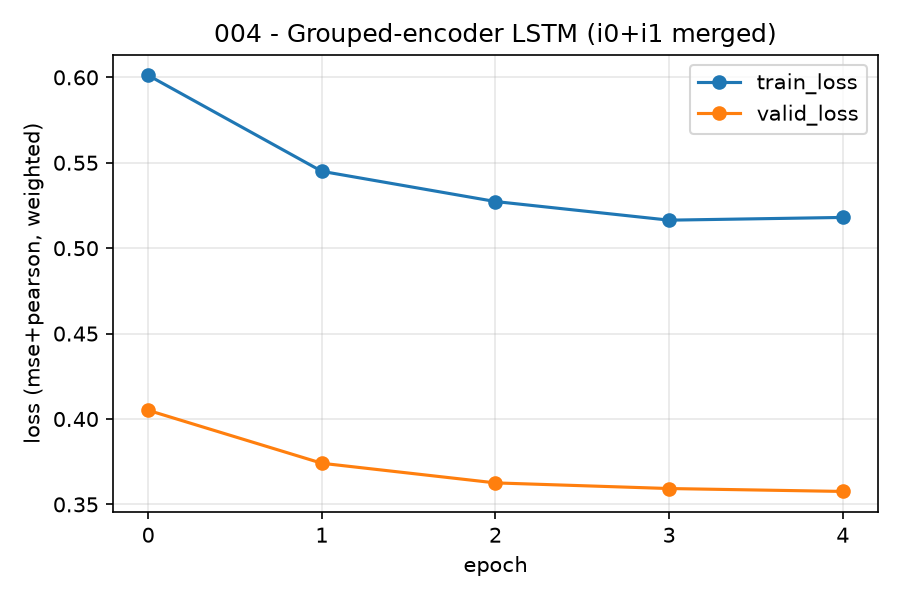 004 - Grouped-encoder LSTM (i0+i1 merged)
train_loss
valid_loss
loss (mse+pearson, weighted)
0.60
0.55
0.50
0.45
0.40
0.35
0 1 2 3 4
epoch